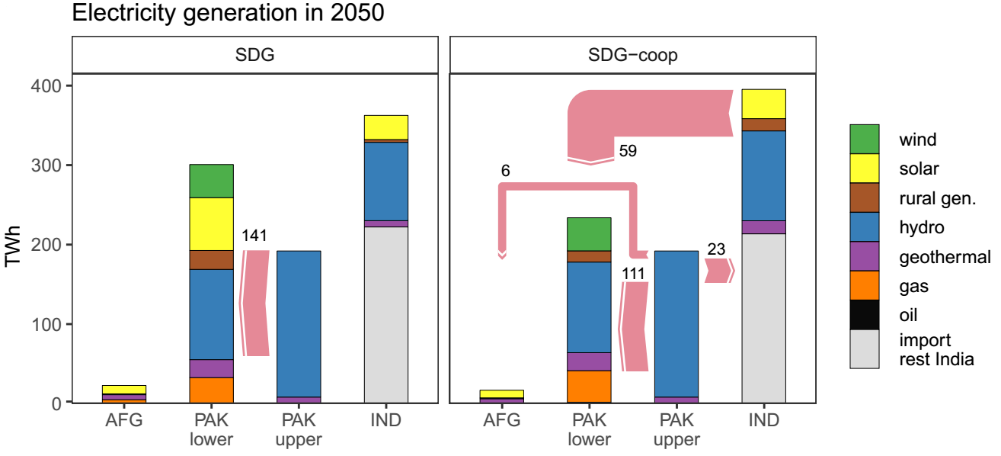 Electricity generation in 2050
SDG
SDG−coop
TWh
400
300
200
100
0
141
59
6
111
23
AFG
PAK
lower
PAK
upper
IND
AFG
PAK
lower
PAK
upper
IND
wind
solar
rural gen.
hydro
geothermal
gas
oil
import
rest India